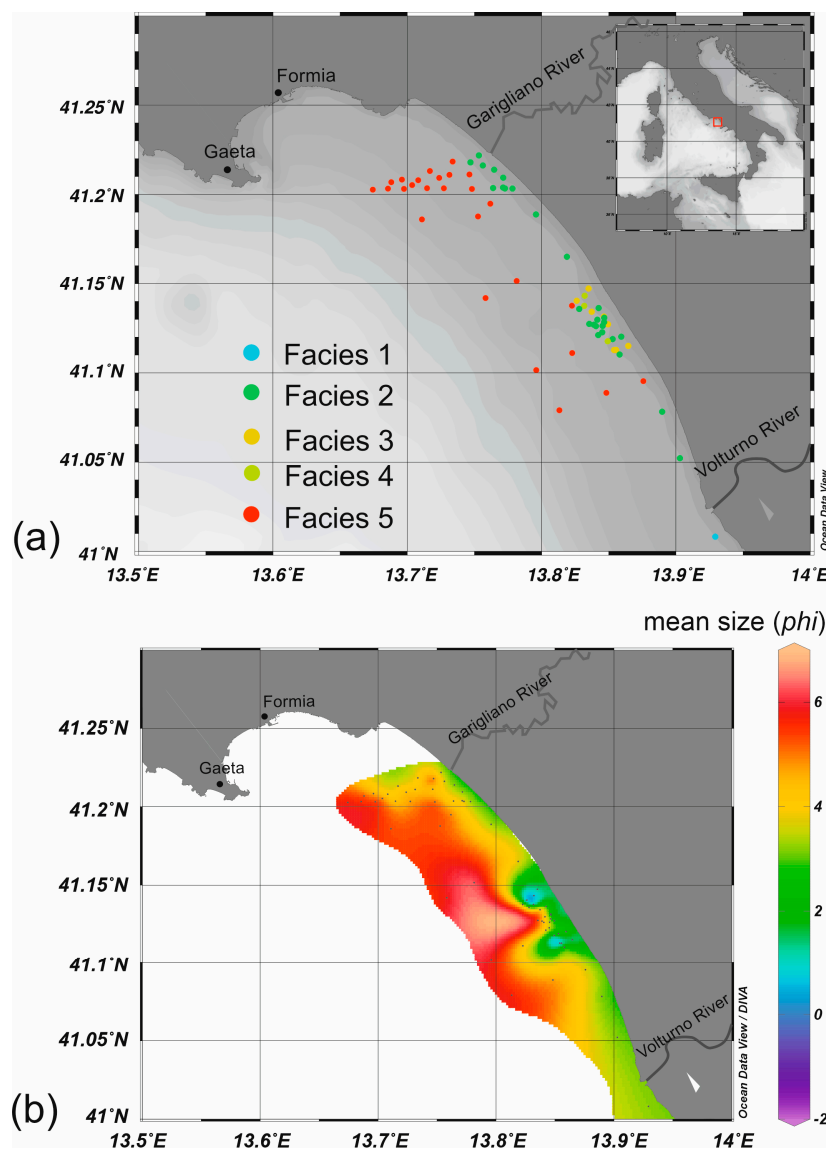 Formia
Garigliano River
41.25°N
Gaeta
41.2°N
41.15°N
Facies 1
41.1°N
Facies 2
Facies 3
Volturno River
41.05°N
Facies 4
Facies 5
Ocean Data View
(a)
41°N
13.5°E 13.6°E 13.7°E 13.8°E 13.9°E 14°E
mean size (phi)
Formia
Garigliano River
6
41.25°N
Gaeta
41.2°N
4
41.15°N
2
41.1°N
Ocean Data View / DIVA
0
41.05°N
Volturno River
(b)
41°N
-2
13.5°E 13.6°E 13.7°E 13.8°E 13.9°E 14°E